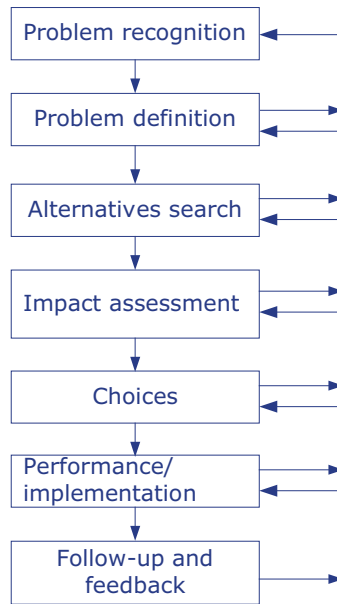 Problem recognition
Problem definition
Alternatives search
Impact assessment
Choices
Performance/
implementation
Follow-up and
feedback